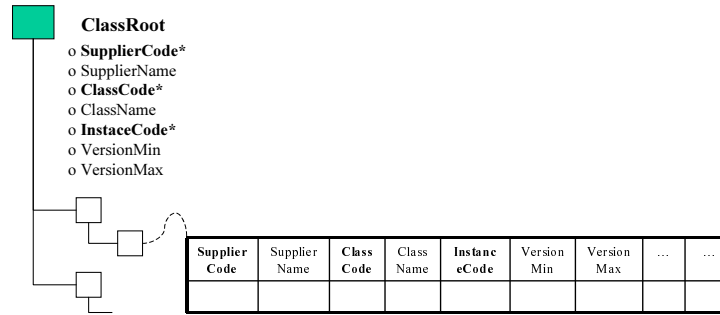 ClassRoot
o SupplierCode*
o SupplierName
o ClassCode*
o ClassName
o InstaceCode*
o VersionMin
o VersionMax
Supplier Code
Supplier Name
Class Code
Class Name
Instanc eCode
Version Min
Version Max
...
...